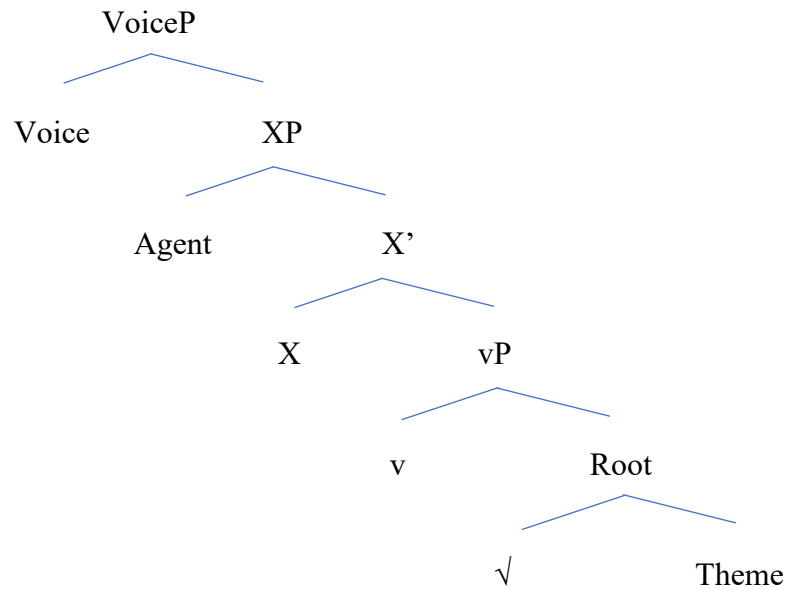 VoiceP
Voice XP
Agent X’
X vP
v Root
√ Theme